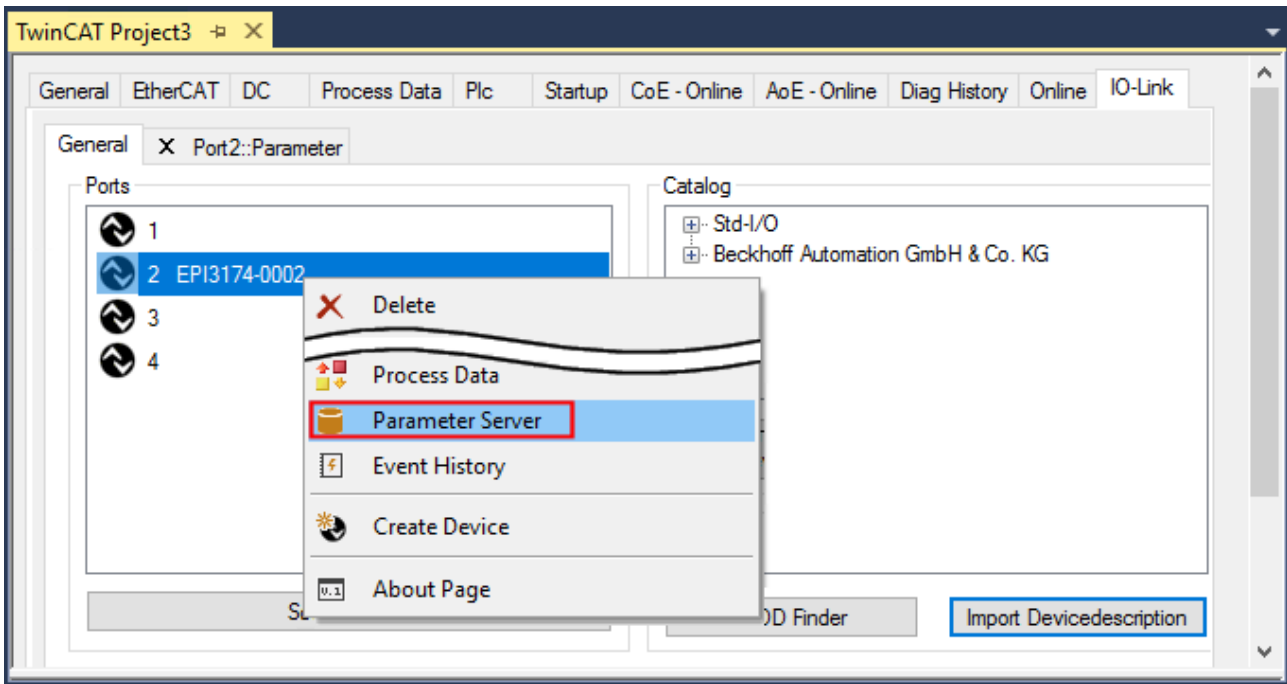 TwinCAT Project3
General EtherCAT DC Process Data Plc Startup CoE - Online AoE - Online Diag History Online IO-Link
General X Port2::Parameter
Ports
1
2 EPI3174-0002
3
4
Delete
Process Data
Parameter Server
Event History
Create Device
About Page
Catalog
Std-I/O
Beckhoff Automation GmbH & Co. KG
Finder
Import Devicedescription